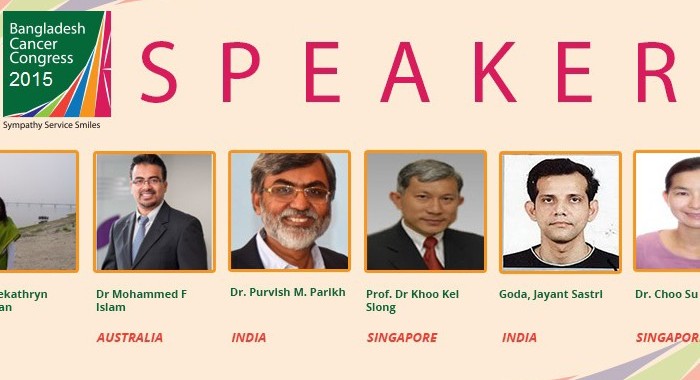 Bangladesh
Cancer
Congress
2015
Sympathy Service Smiles
SPEAKER
ekathryn
an
Dr Mohammed F
Islam
AUSTRALIA
Dr. Purvish M. Parikh
INDIA
Prof. Dr Khoo Kei
Siong
SINGAPORE
Goda, Jayant Sastri
INDIA
Dr. Choo Su
SINGAPOR